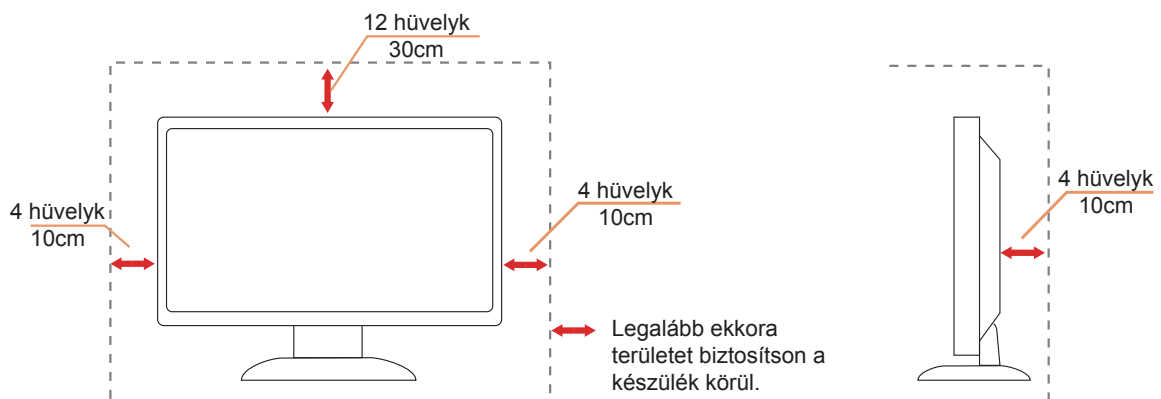 12 hüvelyk
30cm
4 hüvelyk
10cm
4 hüvelyk
10cm
4 hüvelyk
10cm
Legalább ekkora
területet biztosítson a
készülék körül.